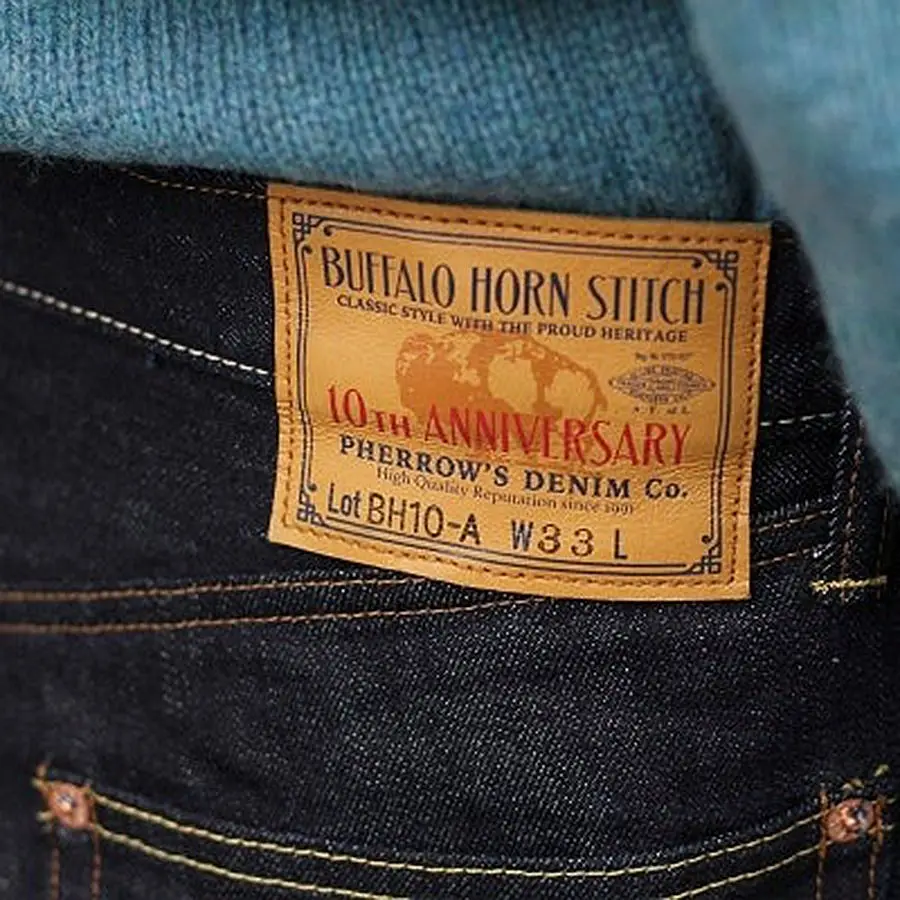 BUFFALO HORN STITCH
CLASSIC STYLE WITH THE PROUD HERITAGE
10TH ANNIVERSARY
PHERROW'S DENIM Co.
High Quality Reputation since 1991
Lot BH10-A W33 L